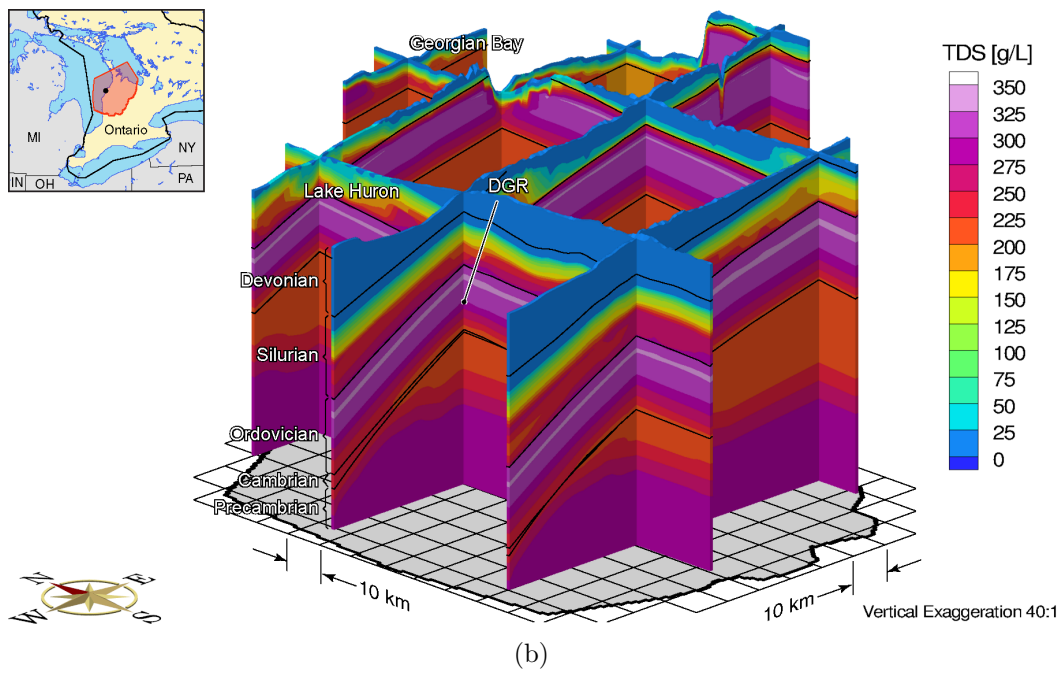 MI
Ontario
NY
IN
OH
PA
Georgian Bay
Lake Huron
DGR
Devonian
Silurian
Ordovician
Cambrian
Precambrian
TDS [g/L]
350
325
300
275
250
225
200
175
150
125
100
75
50
25
0
N
E
W
S
10 km
10 km
Vertical Exaggeration 40:1
(b)